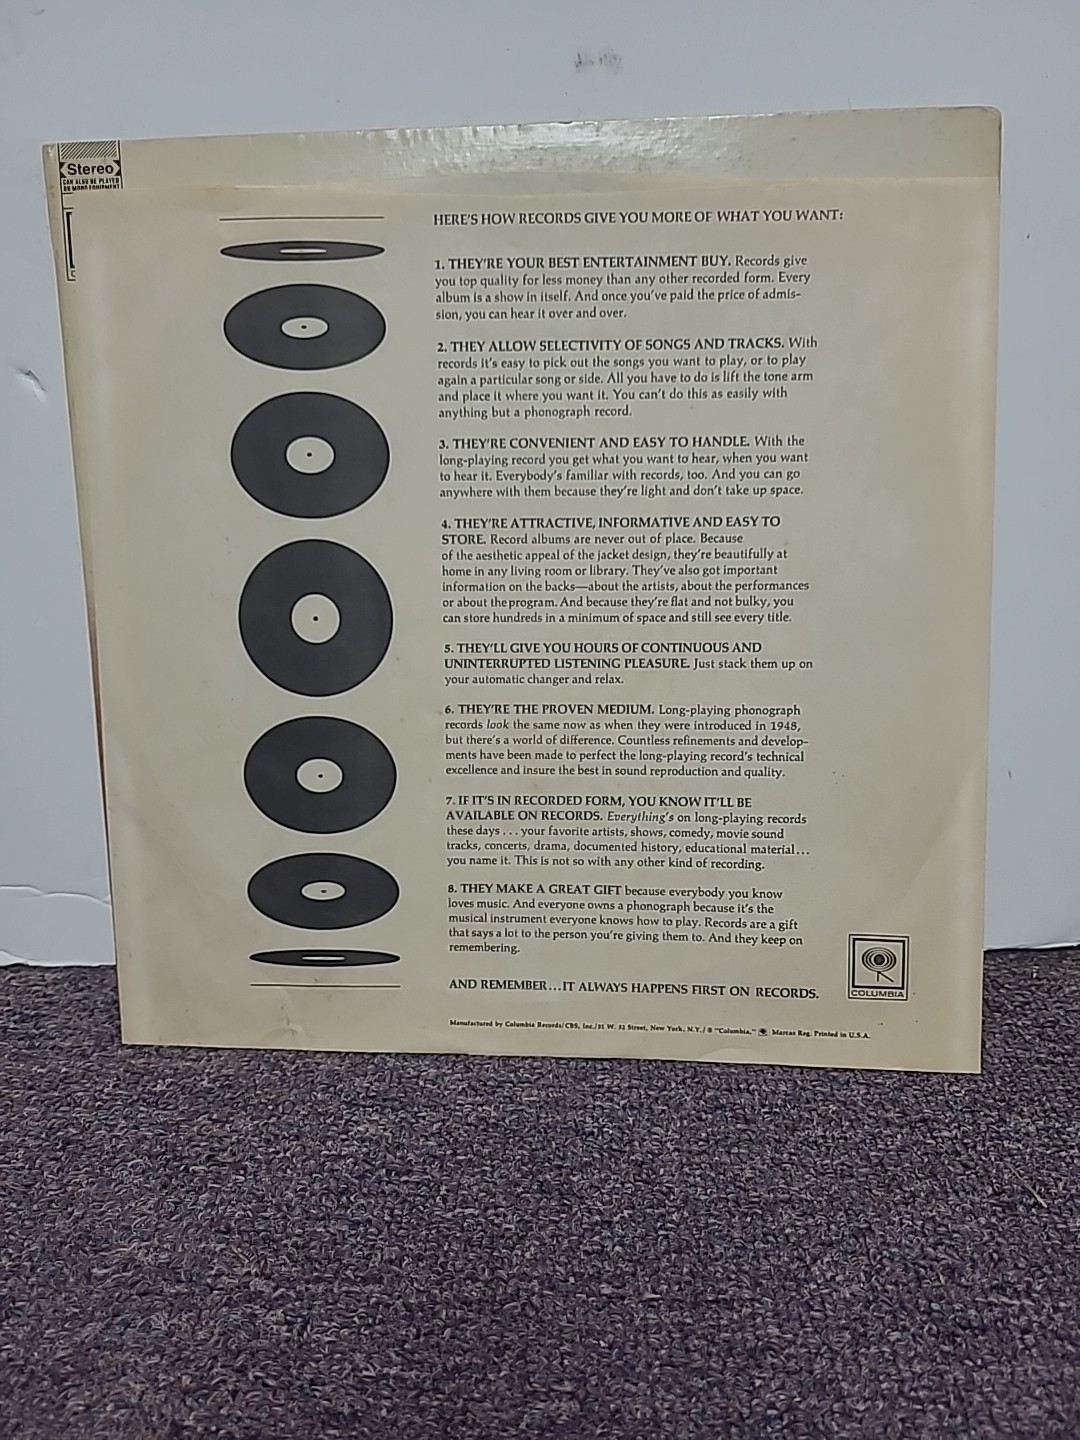 Stereo
CAN ALSO BE PLAYED
ON MONO EQUIPMENT
HERE'S HOW RECORDS GIVE YOU MORE OF WHAT YOU WANT:
1. THEY'RE YOUR BEST ENTERTAINMENT BUY. Records give
you top quality for less money than any other recorded form. Every
album is a show in itself. And once you've paid the price of admis-
sion, you can hear it over and over.
2. THEY ALLOW SELECTIVITY OF SONGS AND TRACKS. With
records it's easy to pick out the songs you want to play, or to play
again a particular song or side. All you have to do is lift the tone arm
and place it where you want it. You can't do this as easily with
anything but a phonograph record.
3. THEY'RE CONVENIENT AND EASY TO HANDLE. With the
long-playing record you get what you want to hear, when you want
to hear it. Everybody's familiar with records, too. And you can go
anywhere with them because they're light and don't take up space.
4. THEY'RE ATTRACTIVE, INFORMATIVE AND EASY TO
STORE. Record albums are never out of place. Because
of the aesthetic appeal of the jacket design, they're beautifully at
home in any living room or library. They've also got important
information on the backs—about the artists, about the performances
or about the program. And because they're flat and not bulky, you
can store hundreds in a minimum of space and still see every title.
5. THEY'LL GIVE YOU HOURS OF CONTINUOUS AND
UNINTERRUPTED LISTENING PLEASURE. Just stack them up on
your automatic changer and relax.
6. THEY'RE THE PROVEN MEDIUM. Long-playing phonograph
records look the same now as when they were introduced in 1948,
but there's a world of difference. Countless refinements and develop-
ments have been made to perfect the long-playing record's technical
excellence and insure the best in sound reproduction and quality.
7. IF IT'S IN RECORDED FORM, YOU KNOW IT'LL BE
AVAILABLE ON RECORDS. Everything's on long-playing records
these days . . . your favorite artists, shows, comedy, movie sound
tracks, concerts, drama, documented history, educational material . . .
you name it. This is not so with any other kind of recording.
8. THEY MAKE A GREAT GIFT because everybody you know
loves music. And everyone owns a phonograph because it's the
musical instrument everyone knows how to play. Records are a gift
that says a lot to the person you're giving them to. And they keep on
remembering.
AND REMEMBER...IT ALWAYS HAPPENS FIRST ON RECORDS.
COLUMBIA
Manufactured by Columbia Records/CBS, Inc./51 W. 52 Street, New York, N.Y./® "Columbia," Marcas Reg. Printed in U.S.A.